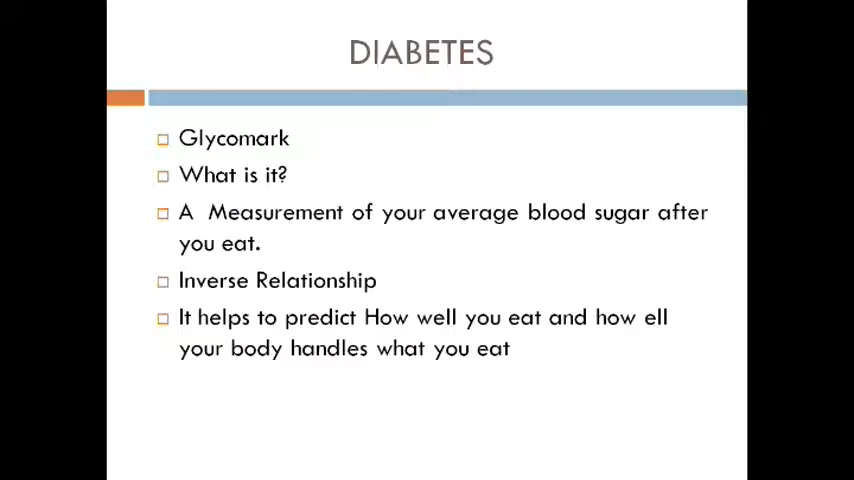 DIABETES
Glycomark
What is it?
A Measurement of your average blood sugar after
you eat.
Inverse Relationship
It helps to predict How well you eat and how ell
your body handles what you eat